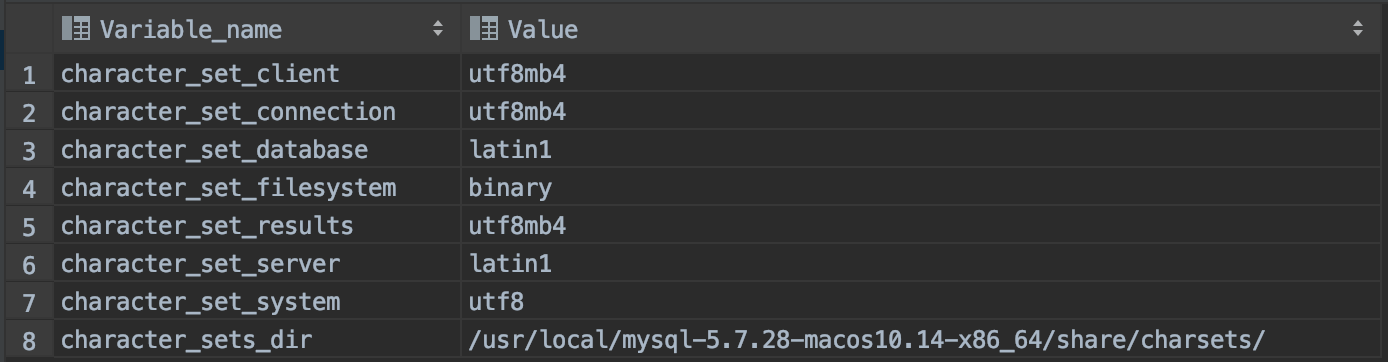 Variable_name Value
1 character_set_client utf8mb4
2 character_set_connection utf8mb4
3 character_set_database latin1
4 character_set_filesystem binary
5 character_set_results utf8mb4
6 character_set_server latin1
7 character_set_system utf8
8 character_sets_dir /usr/local/mysql-5.7.28-macos10.14-x86_64/share/charsets/